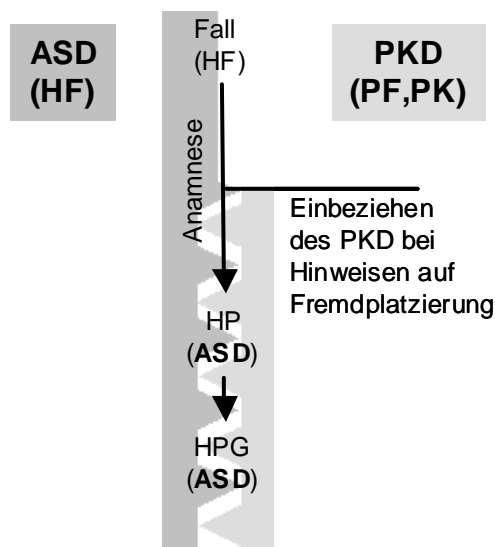 ASD
(HF)
Fall
(HF)
PKD
(PF,PK)
Anamnese
Einbeziehen
des PKD bei
Hinweisen auf
Fremdplatzierung
HP
(ASD)
HPG
(ASD)